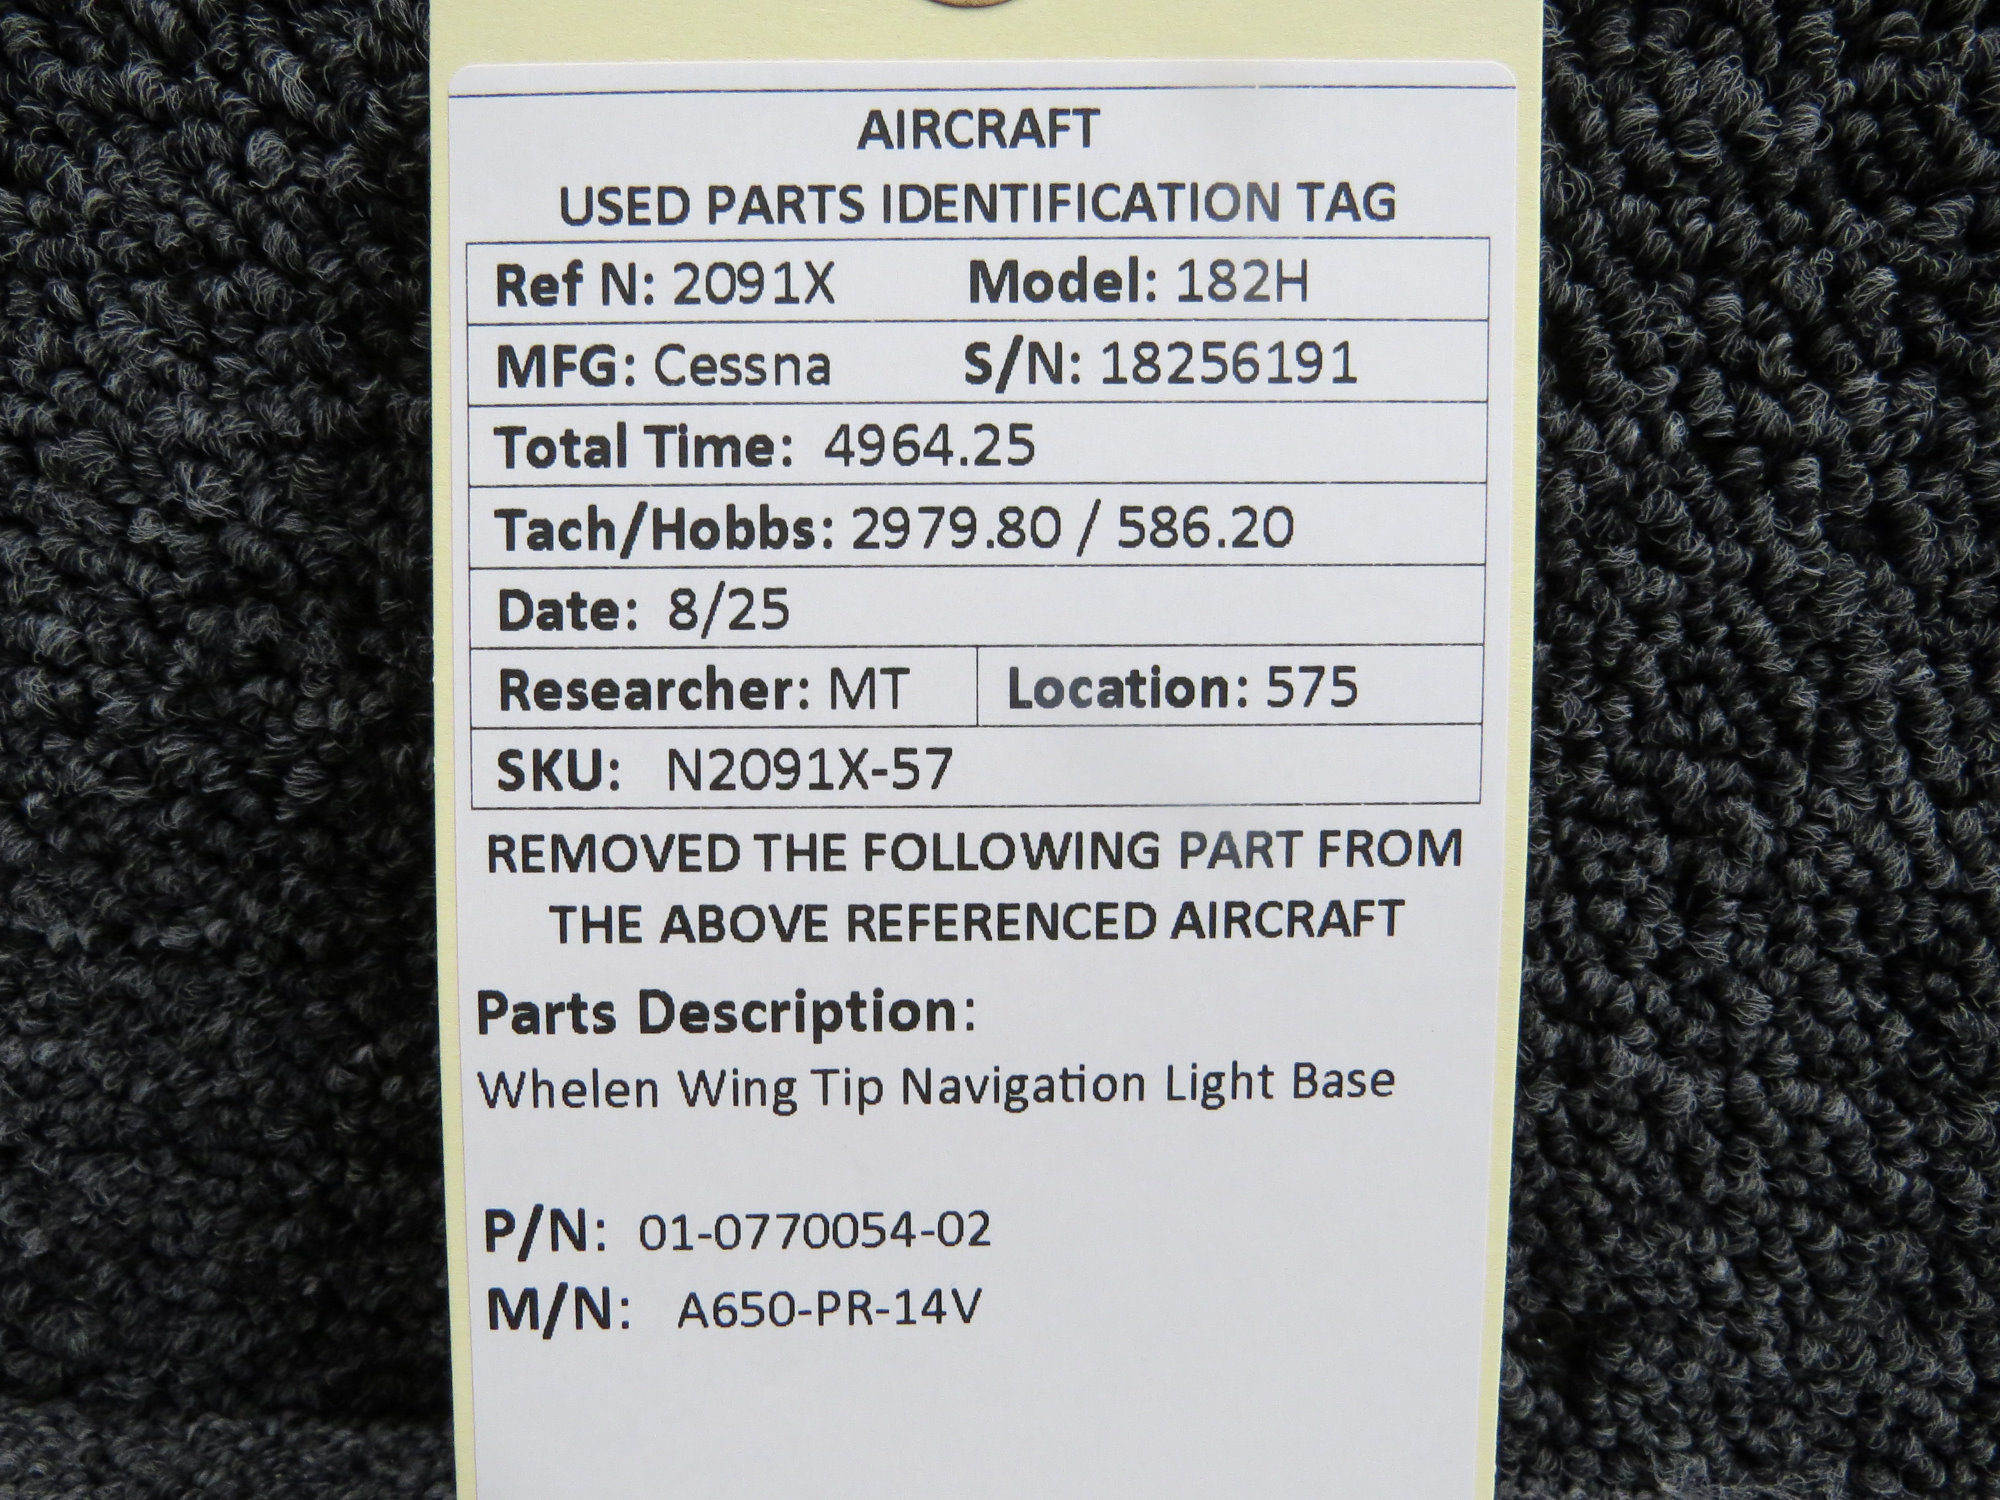 AIRCRAFT
USED PARTS IDENTIFICATION TAG
Ref N: 2091X Model: 182H
MFG: Cessna S/N: 18256191
Total Time: 4964.25
Tach/Hobbs: 2979.80 / 586.20
Date: 8/25
Researcher: MT Location: 575
SKU: N2091X-57
REMOVED THE FOLLOWING PART FROM
THE ABOVE REFERENCED AIRCRAFT
Parts Description:
Whelen Wing Tip Navigation Light Base
P/N: 01-0770054-02
M/N: A650-PR-14V